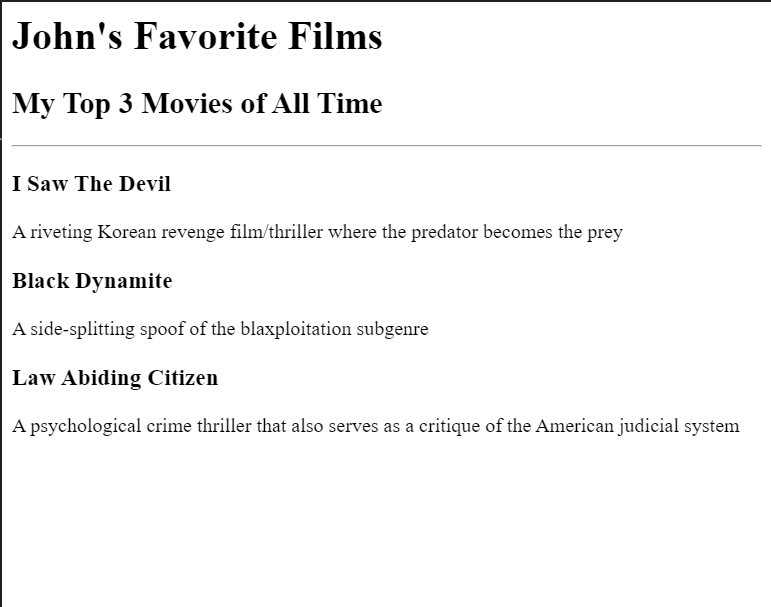 John's Favorite Films
My Top 3 Movies of All Time
I Saw The Devil
A riveting Korean revenge film/thriller where the predator becomes the prey
Black Dynamite
A side-splitting spoof of the blaxploitation subgenre
Law Abiding Citizen
A psychological crime thriller that also serves as a critique of the American judicial system